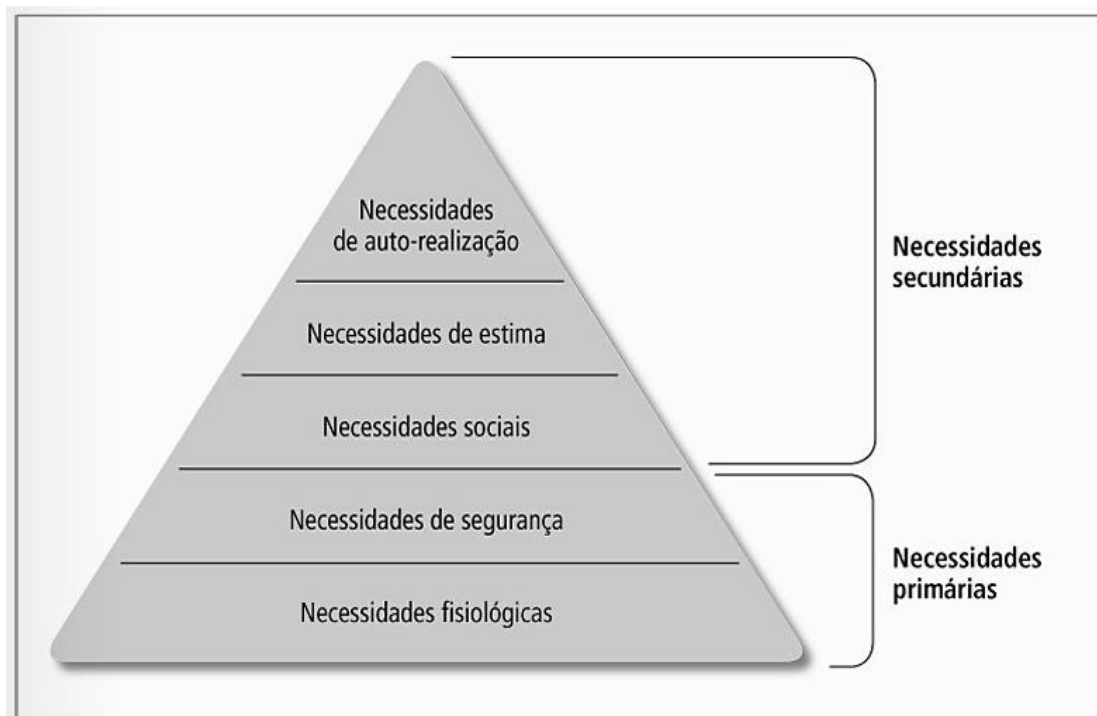 Necessidades
de auto-realização
Necessidades de estima
Necessidades sociais
Necessidades de segurança
Necessidades fisiológicas
Necessidades
secundárias
Necessidades
primárias